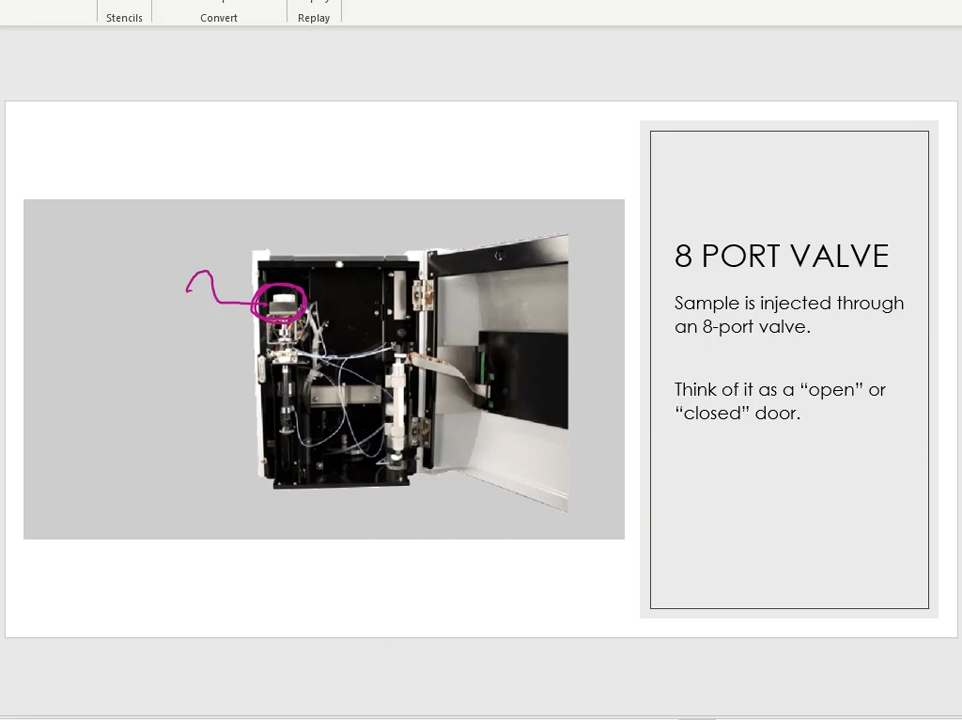 Stencils
Convert
Replay
8 PORT VALVE
Sample is injected through
an 8-port valve.
Think of it as a “open” or
“closed” door.